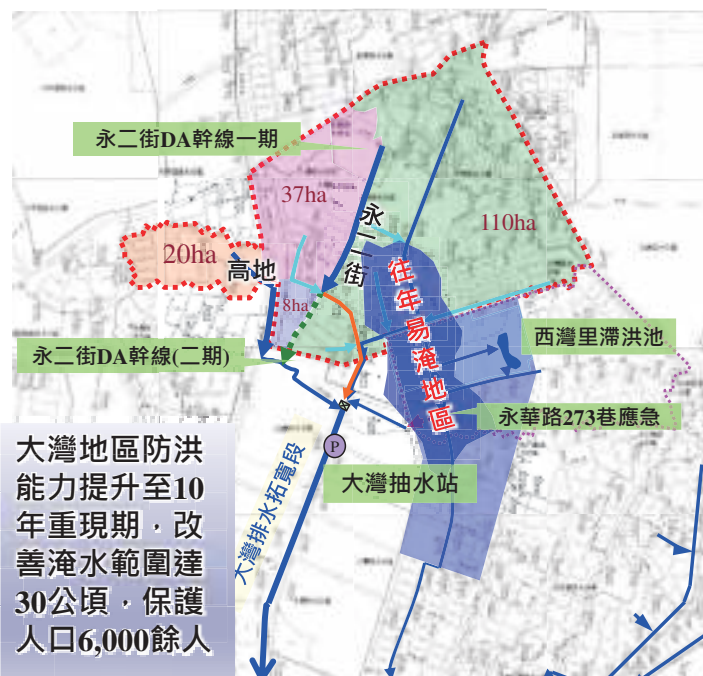 永二街DA幹線一期
37ha
110ha
永二街
20ha
高地
8ha
往年易淹地區
西灣里滯洪池
永二街DA幹線(二期)
永華路273巷應急
P
大灣抽水站
大灣排水拓寬段
大灣地區防洪
能力提升至10
年重現期，改
善淹水範圍達
30公頃，保護
人口6,000餘人